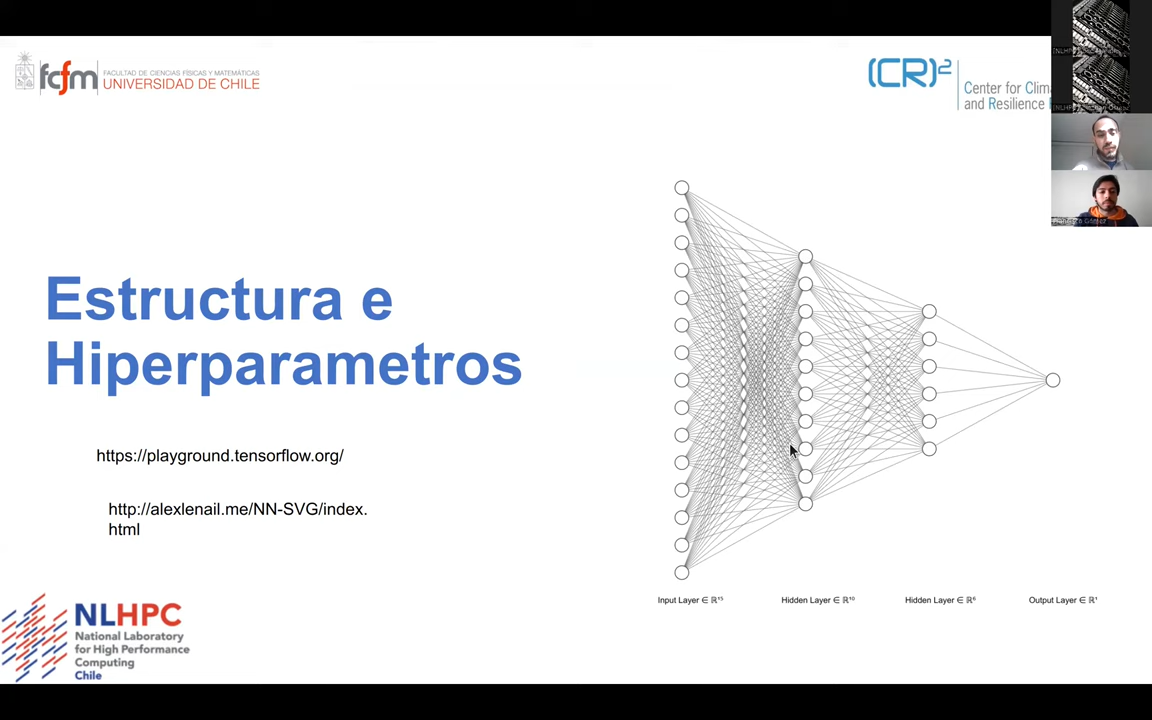 fcfm
FACULTAD DE CIENCIAS FÍSICAS Y MATEMÁTICAS
UNIVERSIDAD DE CHILE
(CR)²
Center for Clima
and Resilience
Estructura e
Hiperparametros
https://playground.tensorflow.org/
http://alexlenail.me/NN-SVG/index.
html
Input Layer ∈ ℝ¹⁵
Hidden Layer ∈ ℝ¹⁰
Hidden Layer ∈ ℝ⁶
Output Layer ∈ ℝ¹
NLHPC
National Laboratory
for High Performance
Computing
Chile